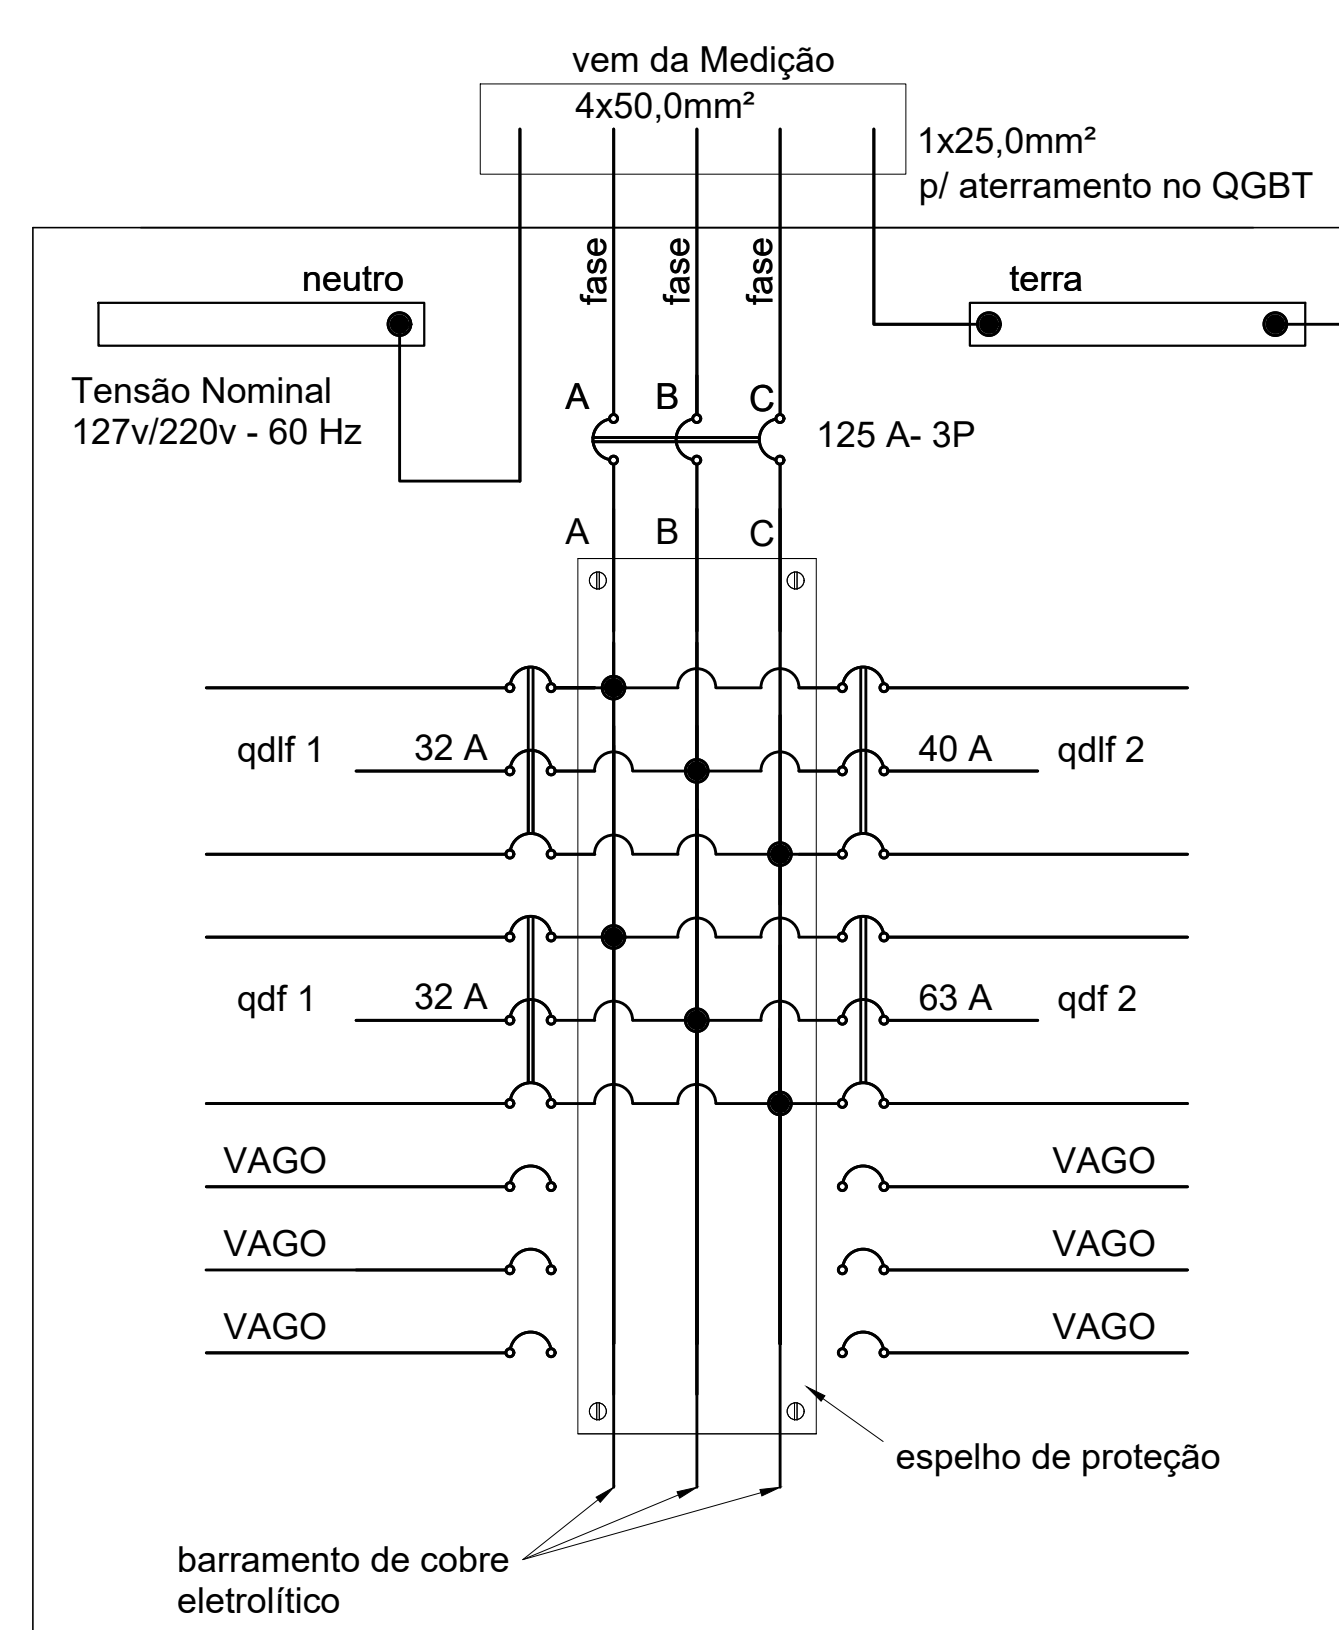 vem da Medição
4x50,0mm²
1x25,0mm²
p/ aterramento no QGBT
neutro
fase
fase
fase
terra
Tensão Nominal
127v/220v - 60 Hz
A
B
C
125 A- 3P
A
B
C
qdlf 1
32 A
40 A
qdlf 2
qdf 1
32 A
63 A
qdf 2
VAGO
VAGO
VAGO
VAGO
VAGO
VAGO
espelho de proteção
barramento de cobre
eletrolítico